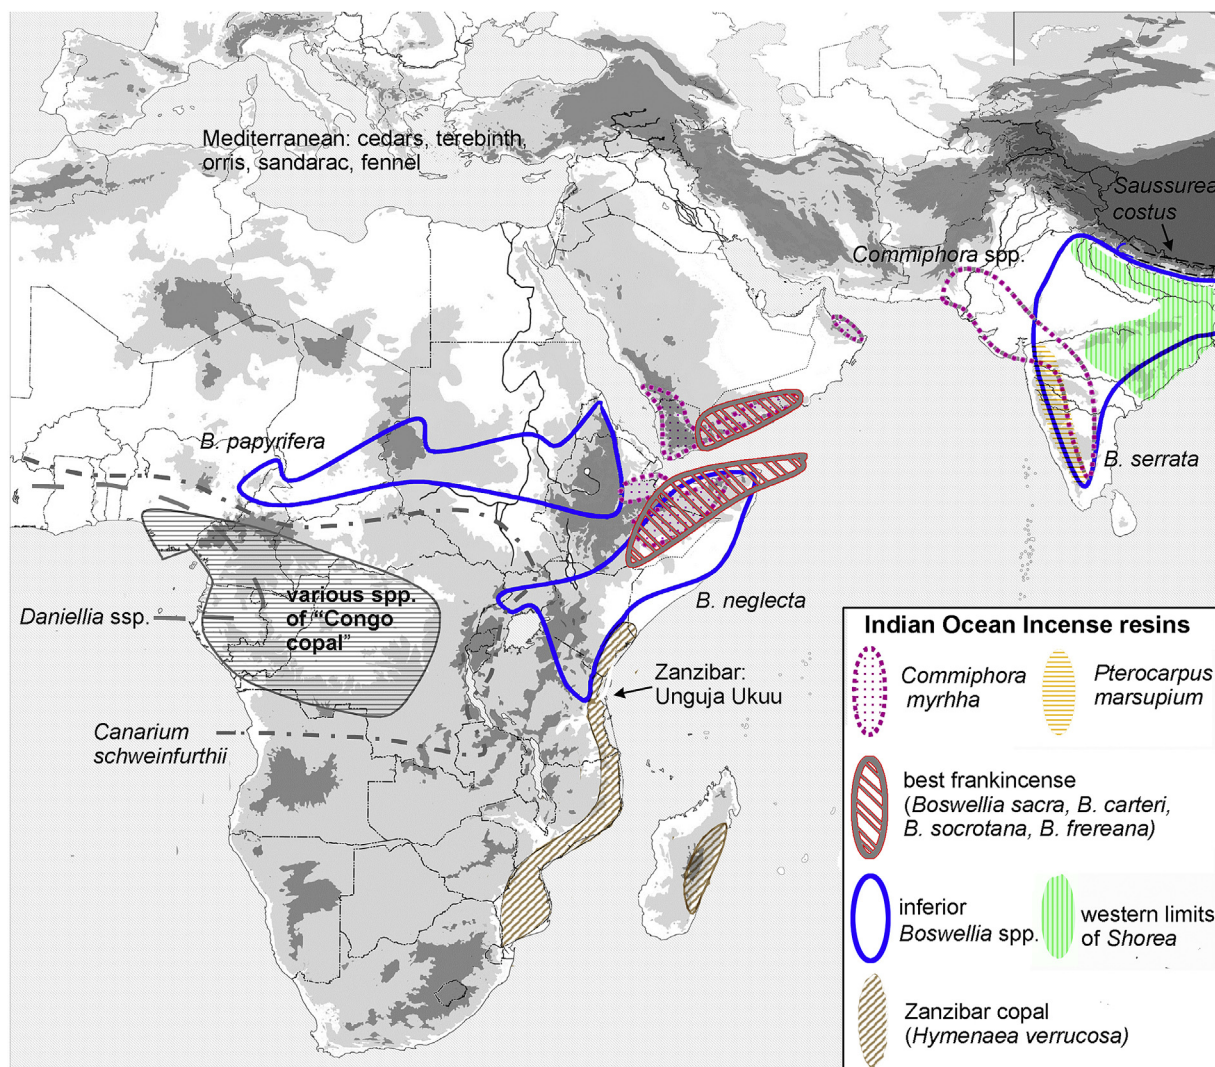 Mediterranean: cedars, terebinth,
orris, sandarac, fennel
Saussurea
costus
Commiphora spp.
B. papyrifera
B. serrata
various spp.
of “Congo
copal”
Daniellia ssp.
B. neglecta
Zanzibar:
Unguja Ukuu
Canarium
schweinfurthii
Indian Ocean Incense resins
Commiphora
myrhha
Pterocarpus
marsupium
best frankincense
(Boswellia sacra, B. carteri,
B. socrotana, B. frereana)
inferior
Boswellia spp.
western limits
of Shorea
Zanzibar copal
(Hymenaea verrucosa)